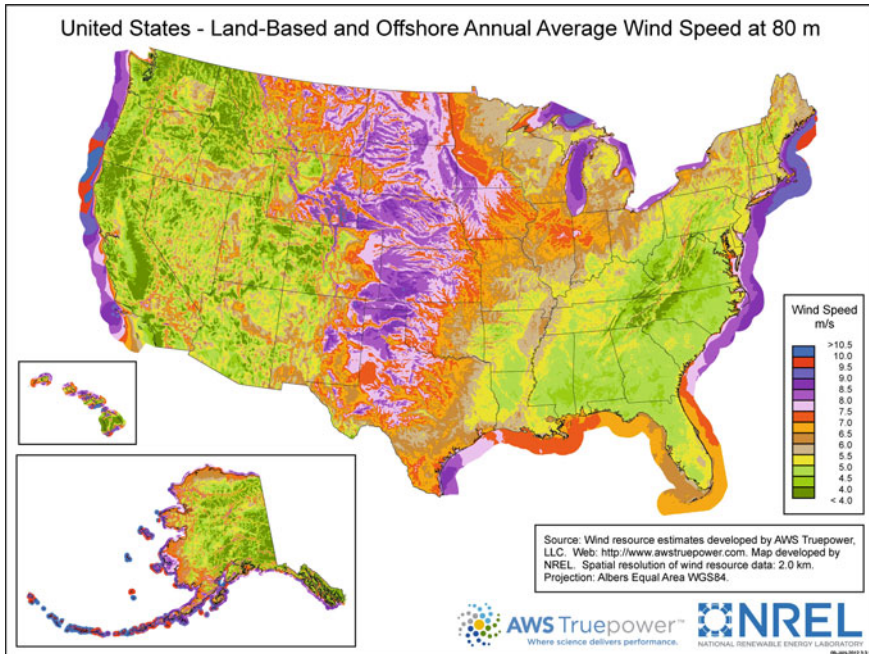 United States - Land-Based and Offshore Annual Average Wind Speed at 80 m
Wind Speed
m/s
>10.5
10.0
9.5
9.0
8.5
8.0
7.5
7.0
6.5
6.0
5.5
5.0
4.5
4.0
< 4.0
Source: Wind resource estimates developed by AWS Truepower,
LLC. Web: http://www.awstruepower.com. Map developed by
NREL. Spatial resolution of wind resource data: 2.0 km.
Projection: Albers Equal Area WGS84.
AWS Truepower™
Where science delivers performance.
NREL
NATIONAL RENEWABLE ENERGY LABORATORY